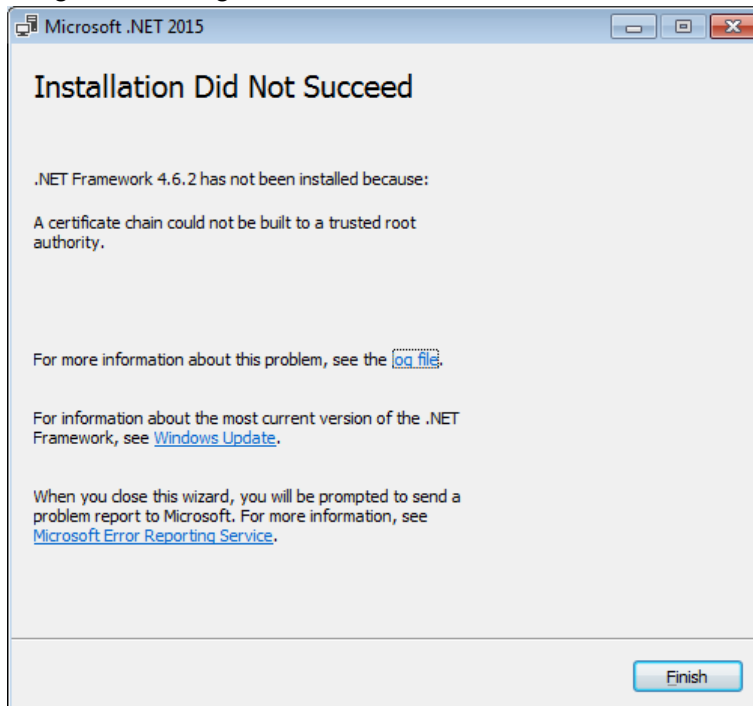 Microsoft .NET 2015
Installation Did Not Succeed
.NET Framework 4.6.2 has not been installed because:
A certificate chain could not be built to a trusted root
authority.
For more information about this problem, see the log file.
For information about the most current version of the .NET
Framework, see Windows Update.
When you close this wizard, you will be prompted to send a
problem report to Microsoft. For more information, see
Microsoft Error Reporting Service.
Finish